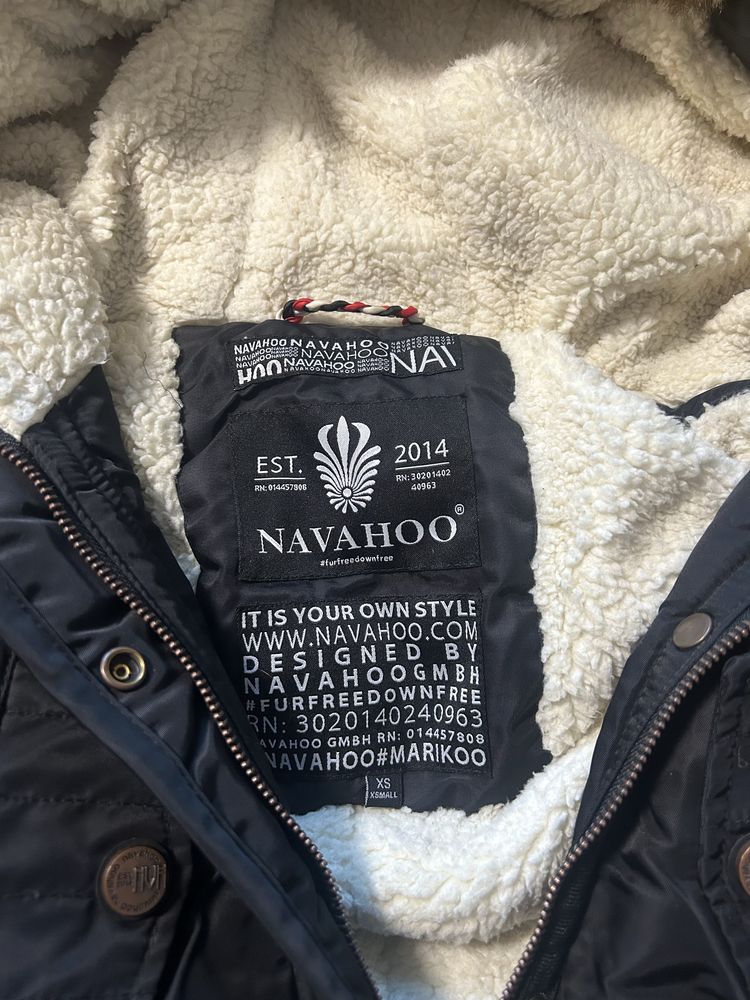 NAVAHOO NAVAHOO
NAVAHOO NAVAHOO
HOO NAVAHOO NAV
NAVAHOONAVAHOONAVAHOO
EST. 2014
RN: 014457808 RN: 30201402
40963
NAVAHOO®
#furfreedownfree
IT IS YOUR OWN STYLE
WWW.NAVAHOO.COM
DESIGNED BY
NAVAHOOGMBH
#FURFREEDOWNFREE
RN: 3020140240963
NAVAHOO GMBH RN: 014457808
NAVAHOO#MARIKOO
XS
XSMALL